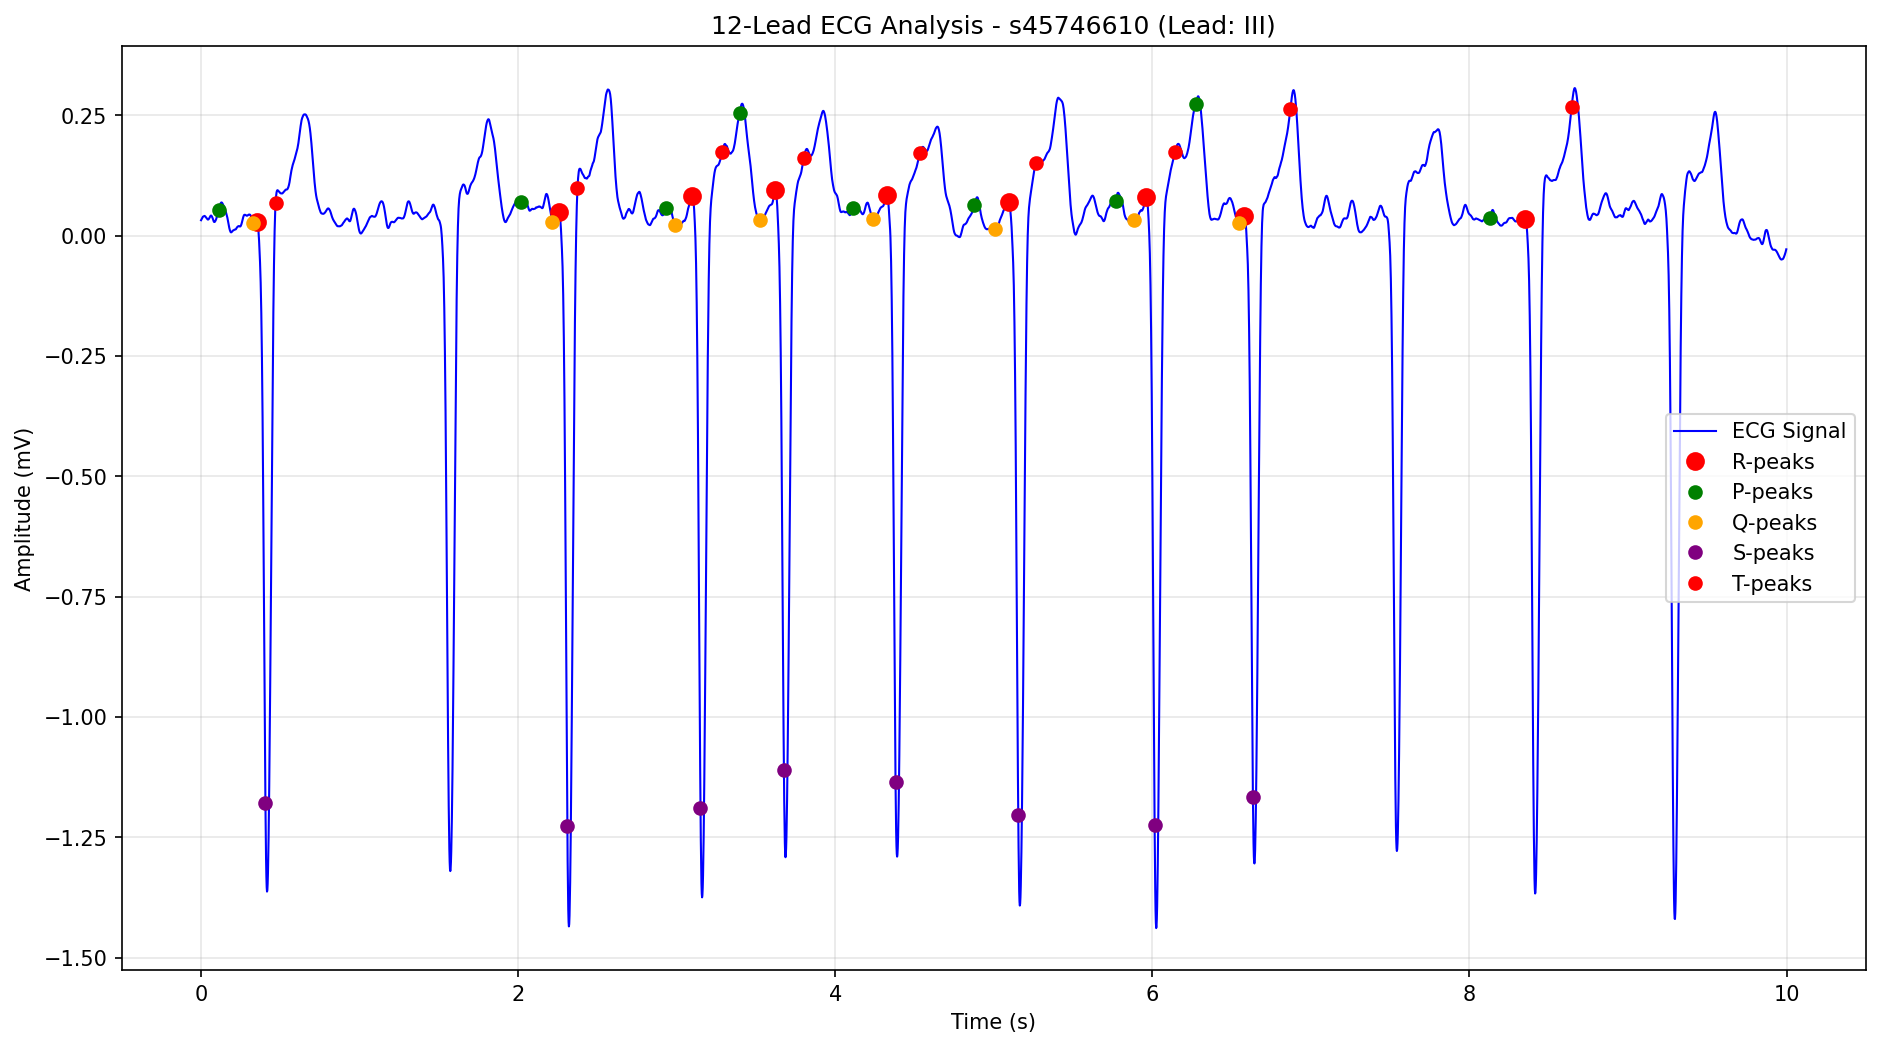 12-Lead ECG Analysis - s45746610 (Lead: III)
Amplitude (mV)
0.25
0.00
−0.25
−0.50
−0.75
−1.00
−1.25
−1.50
ECG Signal
R-peaks
P-peaks
Q-peaks
S-peaks
T-peaks
0 2 4 6 8 10
Time (s)